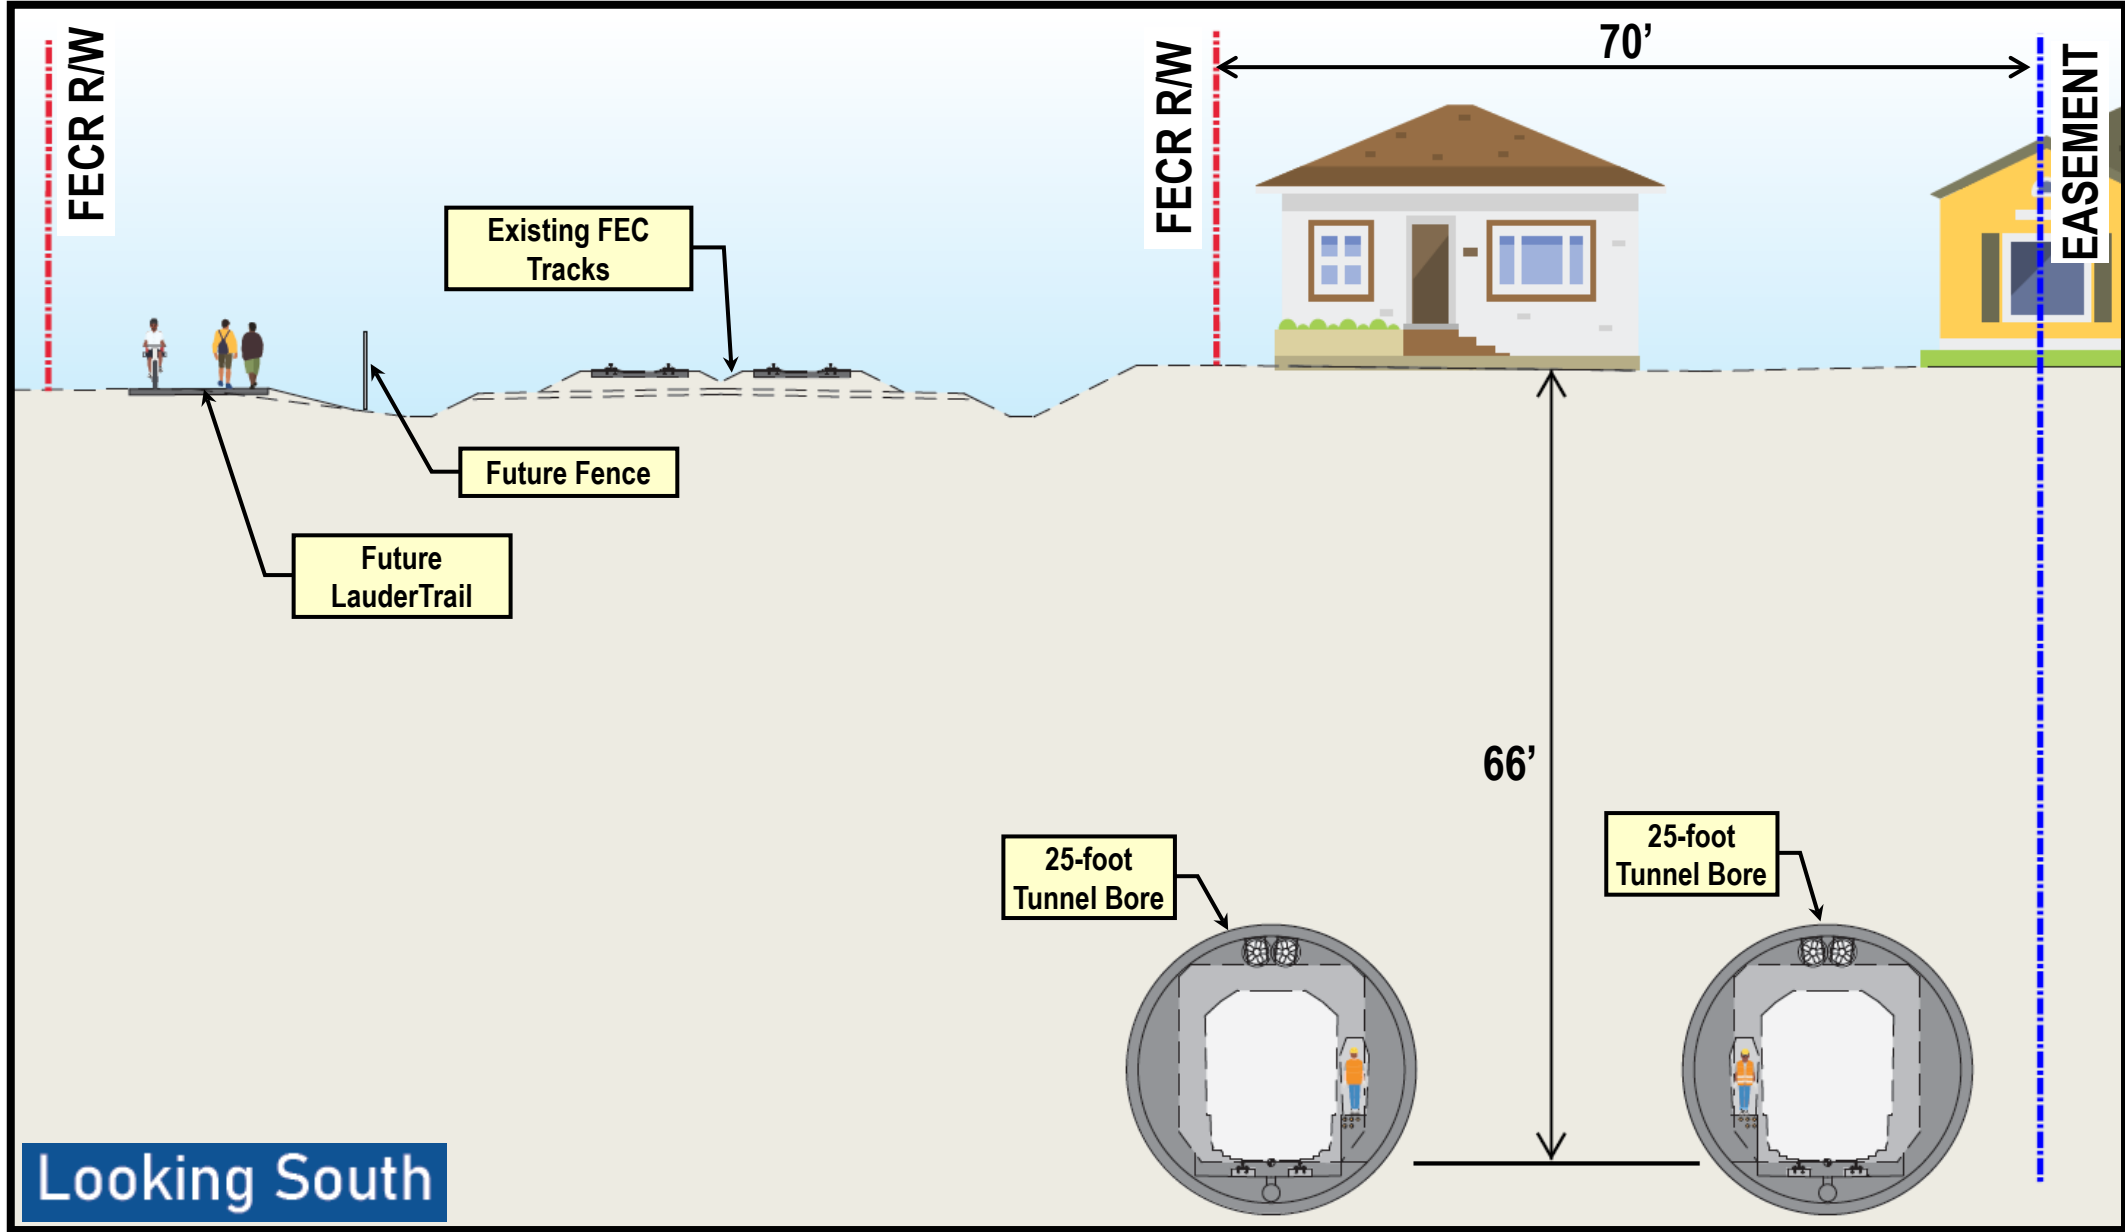 FECR R/W
FECR R/W
70’
EASEMENT
Existing FEC
Tracks
Future Fence
Future
LauderTrail
66’
25-foot
Tunnel Bore
25-foot
Tunnel Bore
Looking South